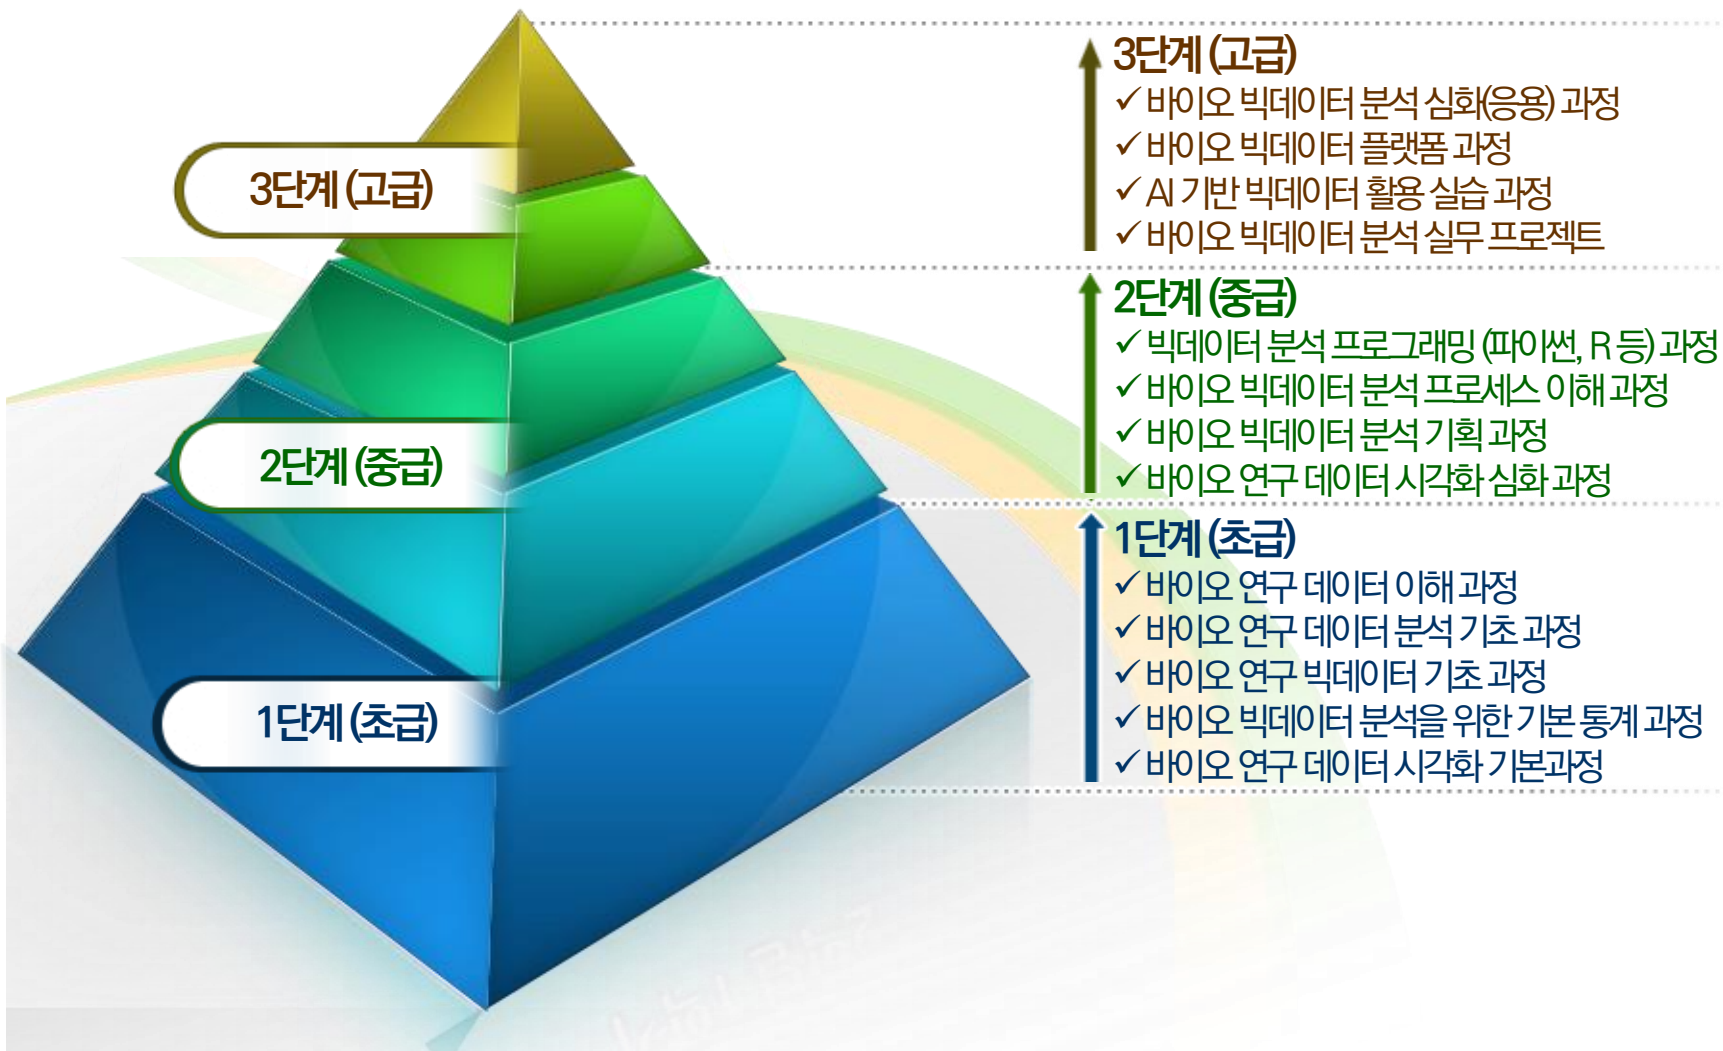 3단계 (고급)
2단계 (중급)
1단계 (초급)
3단계 (고급)
✓ 바이오 빅데이터 분석 심화(응용) 과정
✓ 바이오 빅데이터 플랫폼 과정
✓ AI 기반 빅데이터 활용 실습 과정
✓ 바이오 빅데이터 분석 실무 프로젝트
2단계 (중급)
✓ 빅데이터 분석 프로그래밍 (파이썬, R 등) 과정
✓ 바이오 빅데이터 분석 프로세스 이해 과정
✓ 바이오 빅데이터 분석 기획 과정
✓ 바이오 연구 데이터 시각화 심화 과정
1단계 (초급)
✓ 바이오 연구 데이터 이해 과정
✓ 바이오 연구 데이터 분석 기초 과정
✓ 바이오 연구 빅데이터 기초 과정
✓ 바이오 빅데이터 분석을 위한 기본 통계 과정
✓ 바이오 연구 데이터 시각화 기본과정